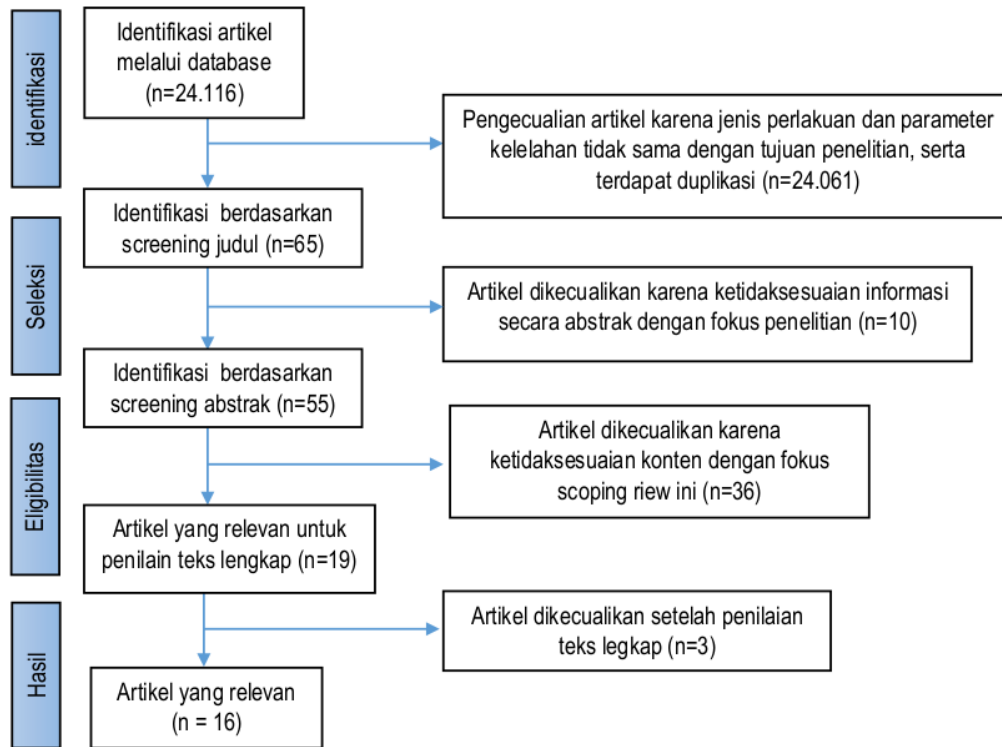 identifikasi
Identifikasi artikel
melalui database
(n=24.116)
Pengecualian artikel karena jenis perlakuan dan parameter
kelelahan tidak sama dengan tujuan penelitian, serta
terdapat duplikasi (n=24.061)
Identifikasi berdasarkan
screening judul (n=65)
Seleksi
Artikel dikecualikan karena ketidaksesuaian informasi
secara abstrak dengan fokus penelitian (n=10)
Identifikasi berdasarkan
screening abstrak (n=55)
Eligibilitas
Artikel dikecualikan karena
ketidaksesuaian konten dengan fokus
scoping riew ini (n=36)
Artikel yang relevan untuk
penilain teks lengkap (n=19)
Hasil
Artikel dikecualikan setelah penilaian
teks legkap (n=3)
Artikel yang relevan
(n = 16)